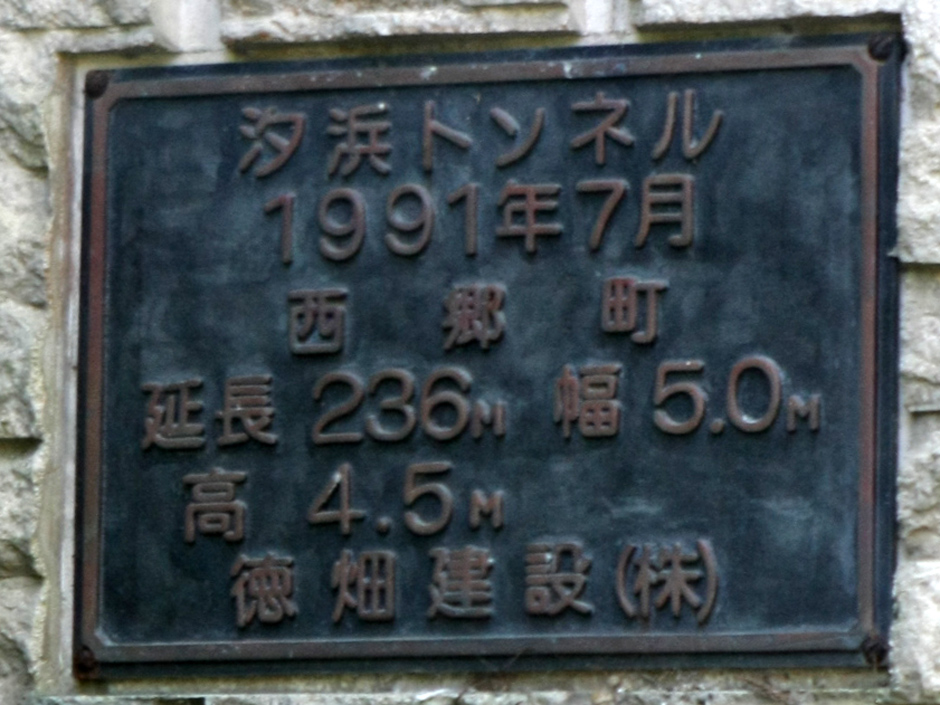 汐浜トンネル
1991年7月
西郷町
延長 236M 幅 5.0M
高 4.5M
徳畑建設(株)